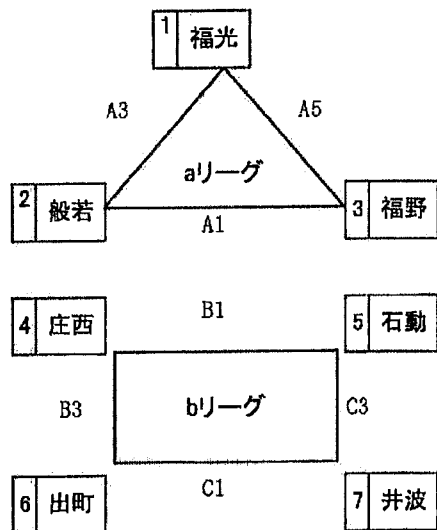 1 福光
A3 A5
aリーグ
2 般若
3 福野
A1
4 庄西
B1
5 石動
B3
bリーグ
C3
6 出町
C1
7 井波